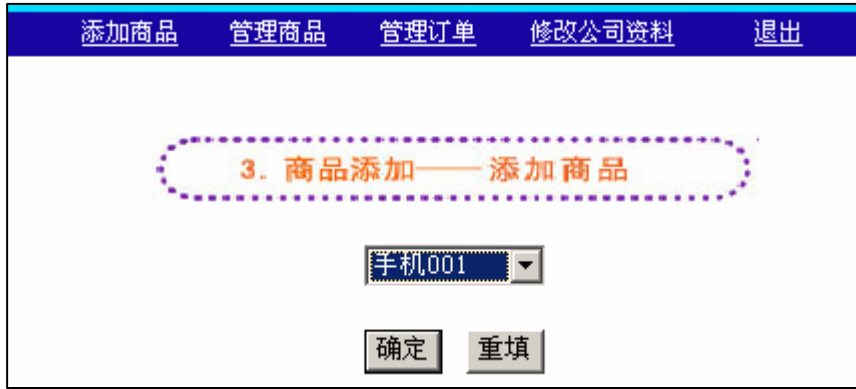 添加商品 管理商品 管理订单 修改公司资料 退出
3. 商品添加——添加商品
手机001
确定 重填